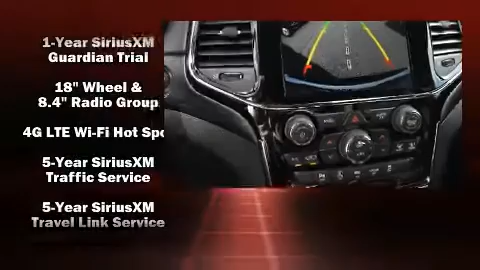 1-Year SiriusXM
Guardian Trial
18" Wheel &
8.4" Radio Group
4G LTE Wi-Fi Hot Spo
5-Year SiriusXM
Traffic Service
5-Year SiriusXM
Travel Link Service